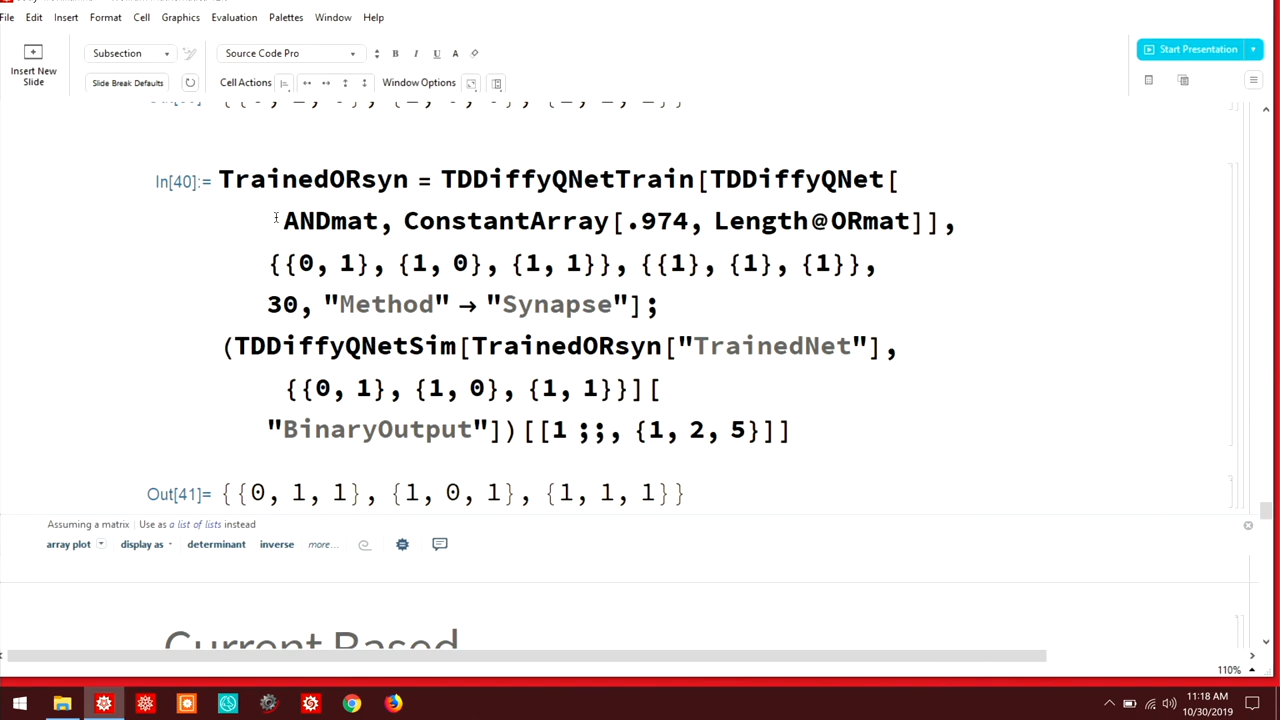 File Edit Insert Format Cell Graphics Evaluation Palettes Window Help
Insert New Slide
Subsection
Source Code Pro
B I U A
Start Presentation
Slide Break Defaults
Cell Actions
Window Options
In[40]:= TrainedORsyn = TDDiffyQNetTrain[TDDiffyQNet[
ANDmat, ConstantArray[.974, Length@ORmat]],
{{0, 1}, {1, 0}, {1, 1}}, {{1}, {1}, {1}},
30, "Method" → "Synapse"];
(TDDiffyQNetSim[TrainedORsyn["TrainedNet"],
{{0, 1}, {1, 0}, {1, 1}}][
"BinaryOutput"])[[1 ;;, {1, 2, 5}]]
Out[41]= {{0, 1, 1}, {1, 0, 1}, {1, 1, 1}}
Assuming a matrix | Use as a list of lists instead
array plot display as determinant inverse more...
Current Based
110%
11:18 AM
10/30/2019